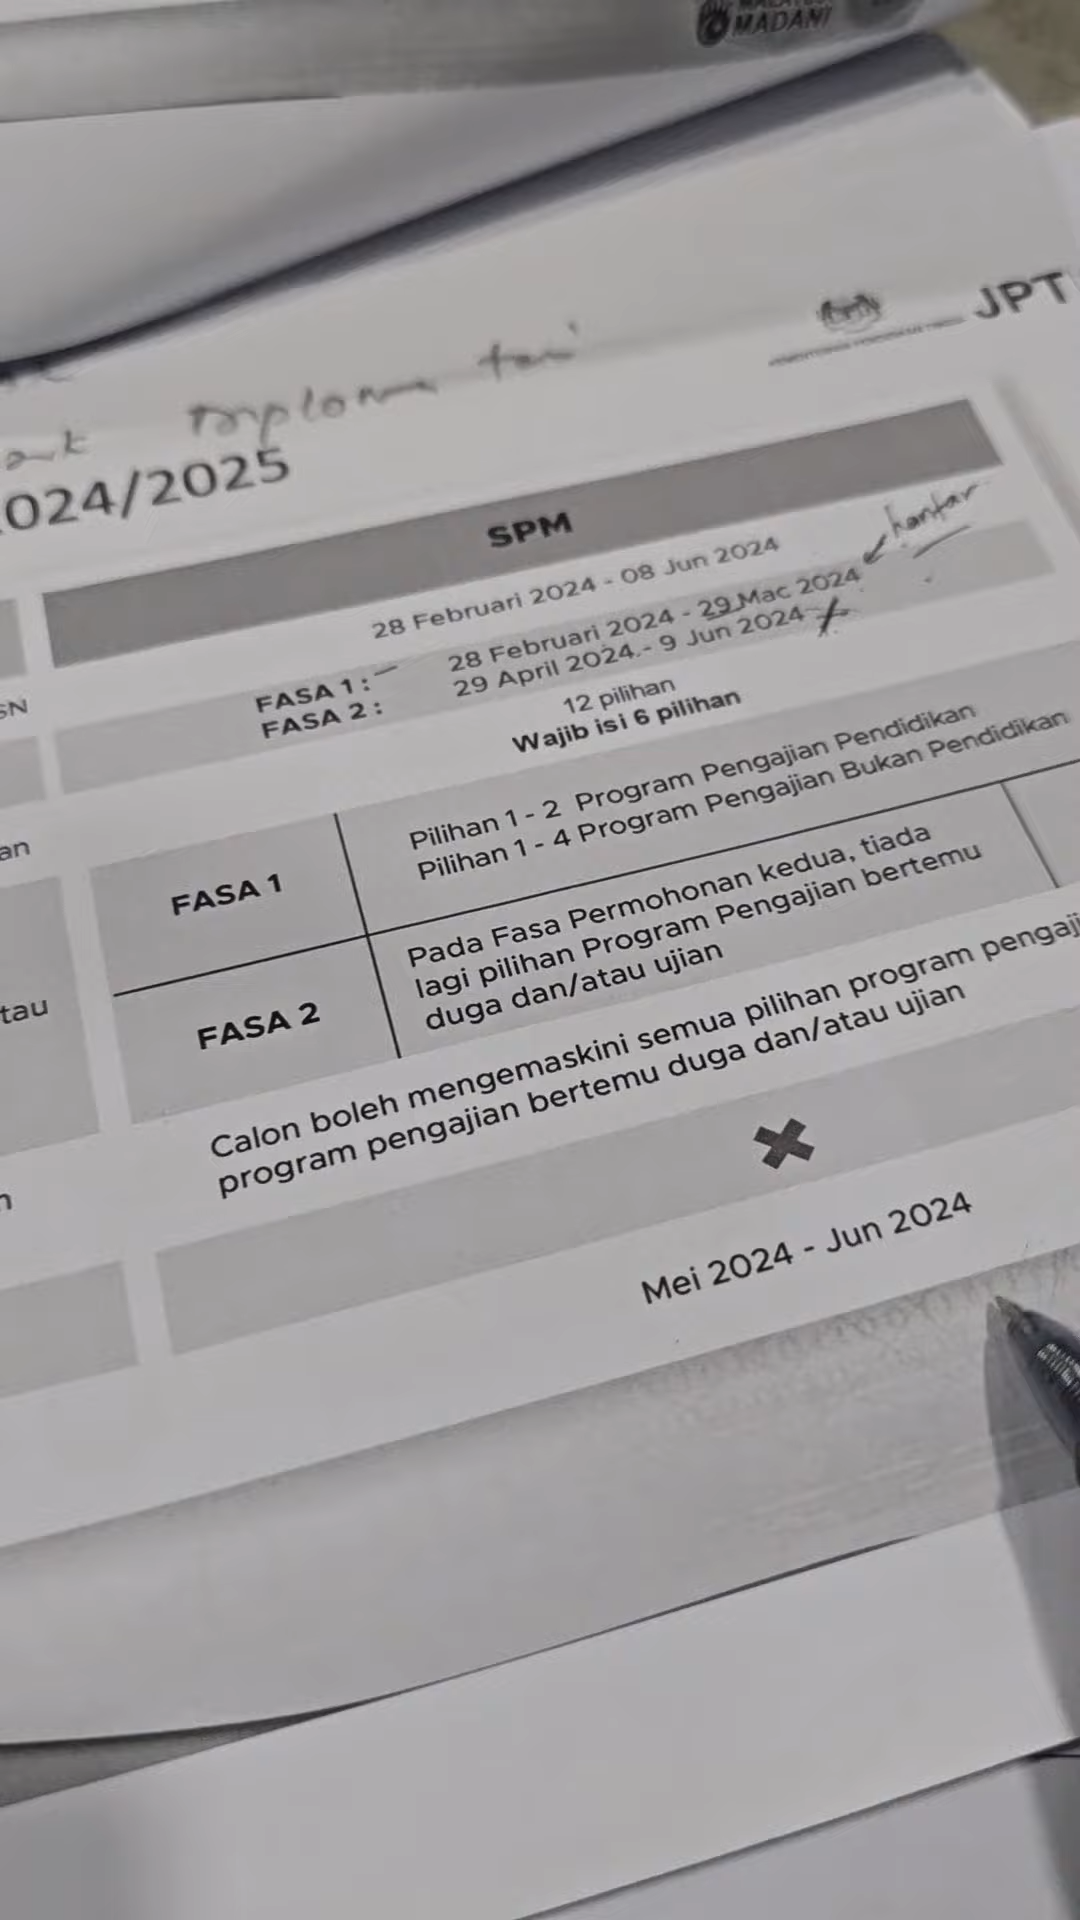 MADANI
JPT
Diploma tari
2024/2025
SPM
hantar
28 Februari 2024 - 08 Jun 2024
FASA 1 : 28 Februari 2024 - 29 Mac 2024
FASA 2 : 29 April 2024 - 9 Jun 2024
12 pilihan
Wajib isi 6 pilihan
an
FASA 1
Pilihan 1 - 2 Program Pengajian Pendidikan
Pilihan 1 - 4 Program Pengajian Bukan Pendidikan
tau
FASA 2
Pada Fasa Permohonan kedua, tiada
lagi pilihan Program Pengajian bertemu
duga dan/atau ujian
Calon boleh mengemaskini semua pilihan program pengaji
program pengajian bertemu duga dan/atau ujian
Mei 2024 - Jun 2024